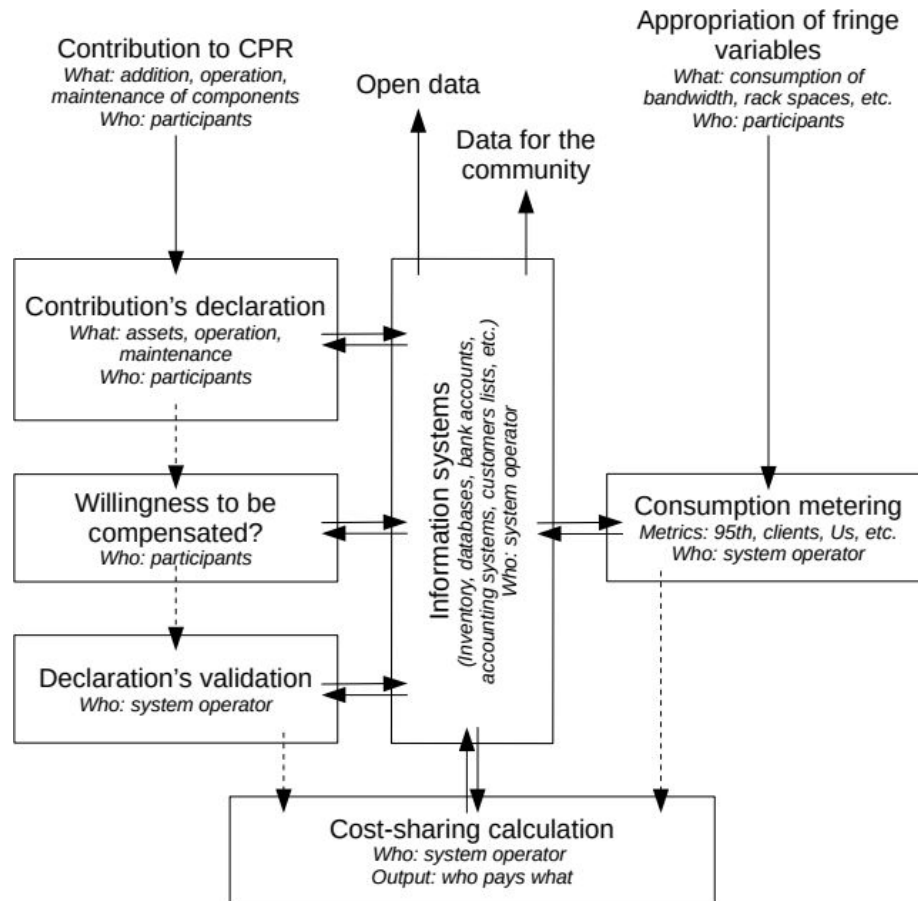 Contribution to CPR
What: addition, operation,
maintenance of components
Who: participants
Open data
Data for the
community
Appropriation of fringe
variables
What: consumption of
bandwidth, rack spaces, etc.
Who: participants
Contribution's declaration
What: assets, operation,
maintenance
Who: participants
Willingness to be
compensated?
Who: participants
Declaration's validation
Who: system operator
Information systems
(Inventory, databases, bank accounts,
accounting systems, customers lists, etc.)
Who: system operator
Consumption metering
Metrics: 95th, clients, Us, etc.
Who: system operator
Cost-sharing calculation
Who: system operator
Output: who pays what